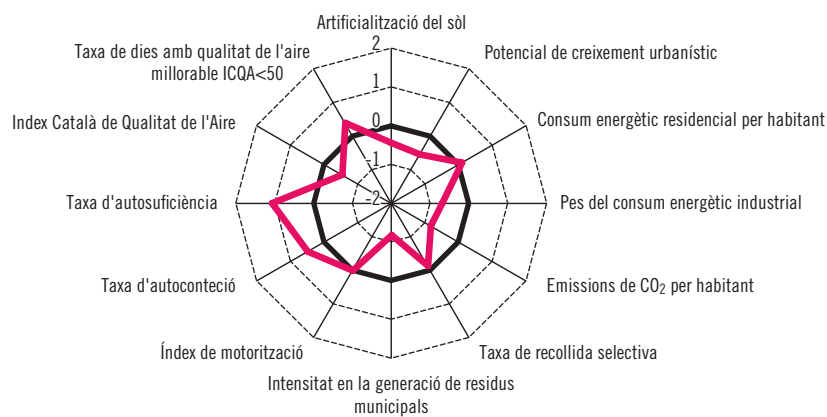 Artificialització del sòl
Potencial de creixement urbanístic
Consum energètic residencial per habitant
Pes del consum energètic industrial
Emissions de CO₂ per habitant
Taxa de recollida selectiva
Intensitat en la generació de residus
municipals
Índex de motorització
Taxa d'autoconteció
Taxa d'autosuficiència
Index Català de Qualitat de l'Aire
Taxa de dies amb qualitat de l'aire
millorable ICQA<50
2
1
0
-1
-2